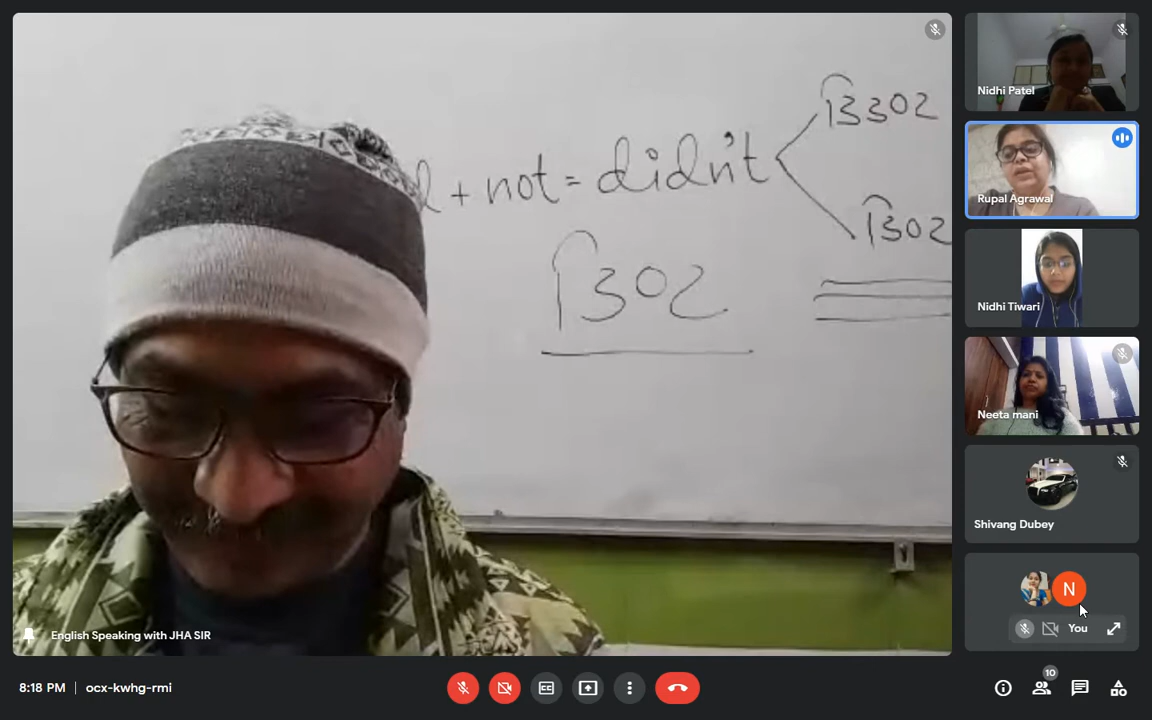 d + not = didn't
Nidhi Patel
Rupal Agrawal
Nidhi Tiwari
Neeta mani
Shivang Dubey
N
You
English Speaking with JHA SIR
8:18 PM | ocx-kwhg-rmi
CC
10